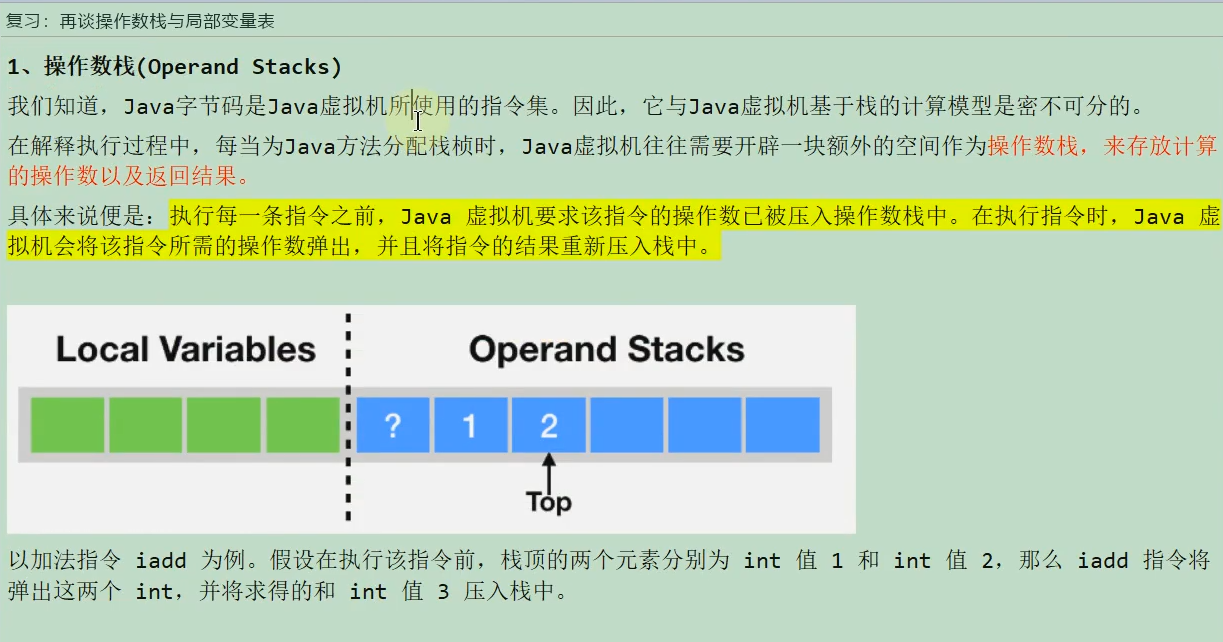 复习：再谈操作数栈与局部变量表
1、操作数栈(Operand Stacks)
我们知道，Java字节码是Java虚拟机所使用的指令集。因此，它与Java虚拟机基于栈的计算模型是密不可分的。
在解释执行过程中，每当为Java方法分配栈桢时，Java虚拟机往往需要开辟一块额外的空间作为操作数栈，来存放计算
的操作数以及返回结果。
具体来说便是：执行每一条指令之前，Java 虚拟机要求该指令的操作数已被压入操作数栈中。在执行指令时，Java 虚
拟机会将该指令所需的操作数弹出，并且将指令的结果重新压入栈中。
Local Variables
Operand Stacks
? 1 2
Top
以加法指令 iadd 为例。假设在执行该指令前，栈顶的两个元素分别为 int 值 1 和 int 值 2，那么 iadd 指令将
弹出这两个 int，并将求得的和 int 值 3 压入栈中。